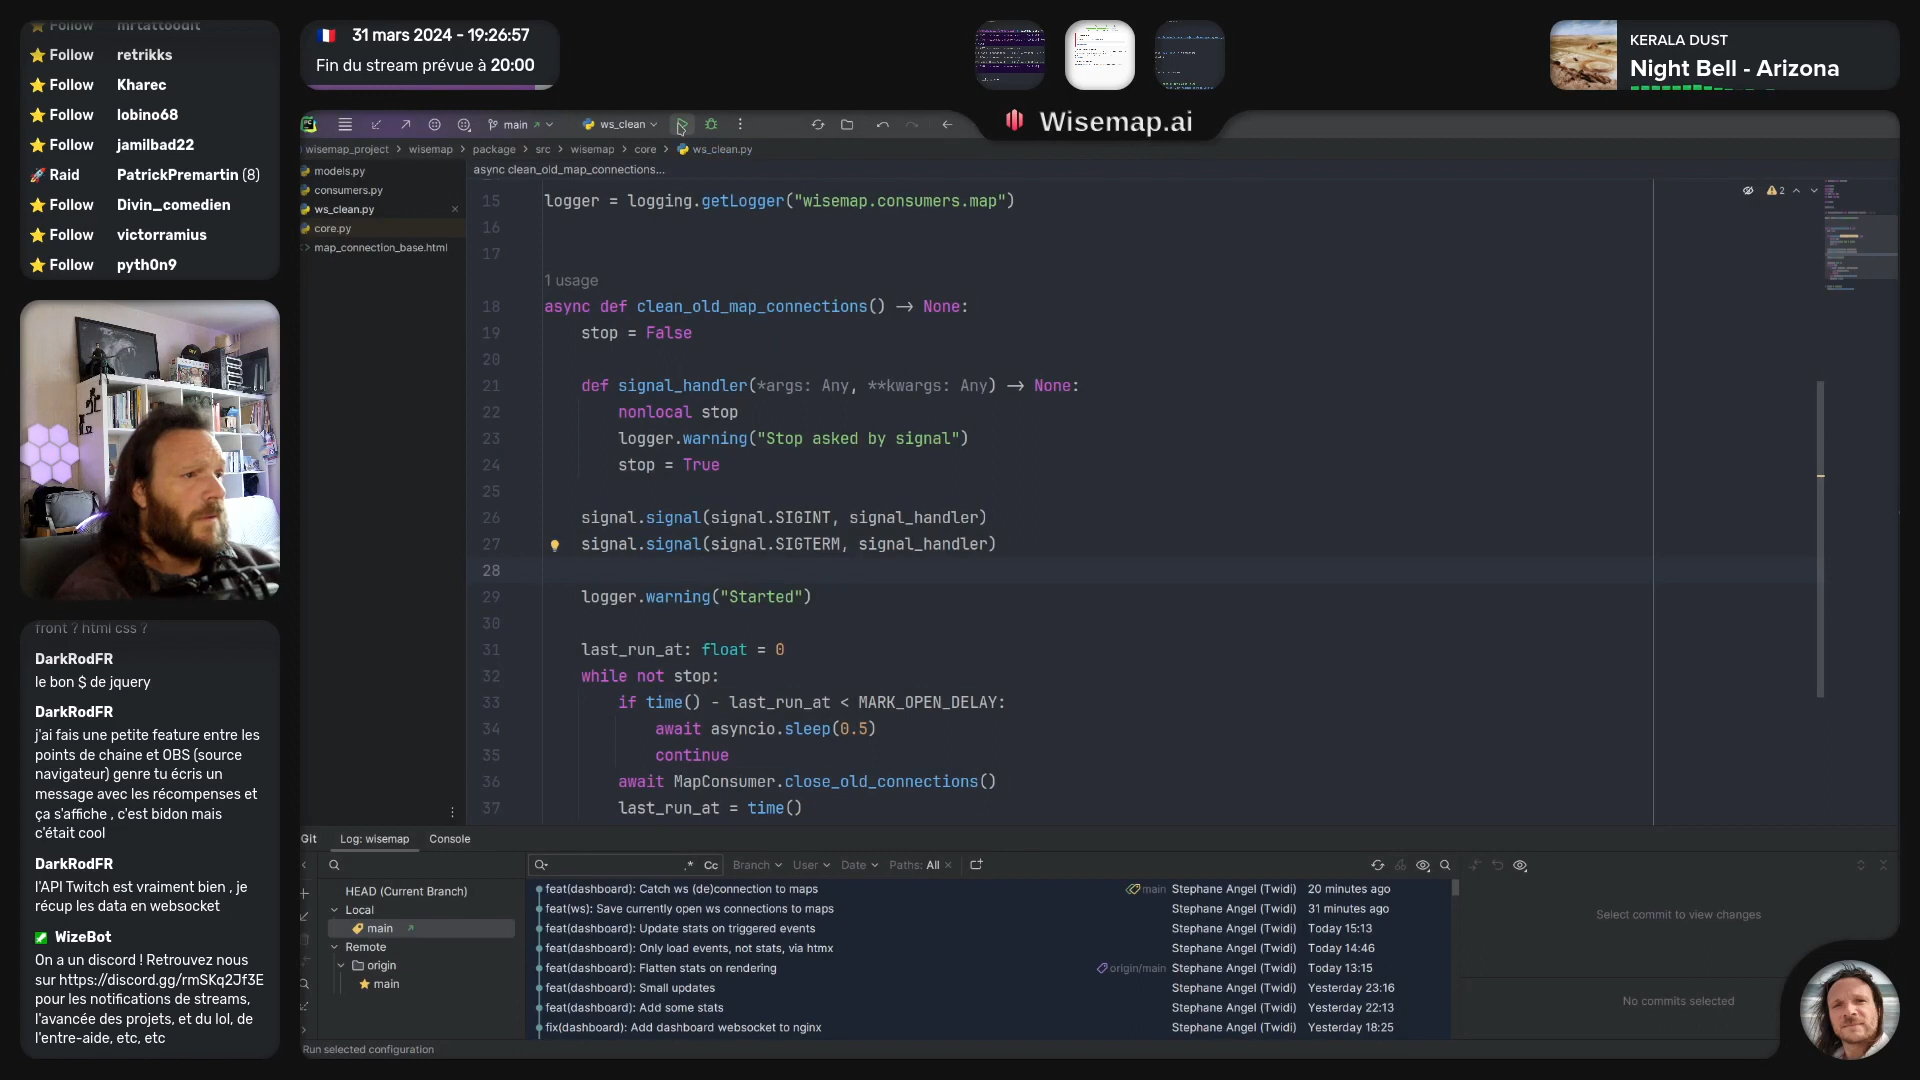 Follow mrtattoodit
Follow retrikks
Follow Kharec
Follow lobino68
Follow jamilbad22
Raid PatrickPremartin (8)
Follow Divin_comedien
Follow victorramius
Follow pyth0n9
31 mars 2024 - 19:26:57
Fin du stream prévue à 20:00
KERALA DUST
Night Bell - Arizona
Wisemap.ai
main
ws_clean
wisemap_project > wisemap > package > src > wisemap > core > ws_clean.py
models.py
consumers.py
ws_clean.py
core.py
map_connection_base.html
async clean_old_map_connections...
2
15 logger = logging.getLogger("wisemap.consumers.map")
16
17
1 usage
18 async def clean_old_map_connections() -> None:
19 stop = False
20
21 def signal_handler(*args: Any, **kwargs: Any) -> None:
22 nonlocal stop
23 logger.warning("Stop asked by signal")
24 stop = True
25
26 signal.signal(signal.SIGINT, signal_handler)
27 signal.signal(signal.SIGTERM, signal_handler)
28
29 logger.warning("Started")
30
31 last_run_at: float = 0
32 while not stop:
33 if time() - last_run_at < MARK_OPEN_DELAY:
34 await asyncio.sleep(0.5)
35 continue
36 await MapConsumer.close_old_connections()
37 last_run_at = time()
front ? html css ?
DarkRodFR
le bon $ de jquery
DarkRodFR
j'ai fais une petite feature entre les
points de chaine et OBS (source
navigateur) genre tu écris un
message avec les récompenses et
ça s'affiche , c'est bidon mais
c'était cool
DarkRodFR
l'API Twitch est vraiment bien , je
récup les data en websocket
WizeBot
On a un discord ! Retrouvez nous
sur https://discord.gg/rmSKq2Jf3E
pour les notifications de streams,
l'avancée des projets, et du lol, de
l'entre-aide, etc, etc
Git Log: wisemap Console
.* Cc Branch User Date Paths: All
HEAD (Current Branch)
Local
main
Remote
origin
main
feat(dashboard): Catch ws (de)connection to maps main Stephane Angel (Twidi) 20 minutes ago
feat(ws): Save currently open ws connections to maps Stephane Angel (Twidi) 31 minutes ago
feat(dashboard): Update stats on triggered events Stephane Angel (Twidi) Today 15:13
feat(dashboard): Only load events, not stats, via htmx Stephane Angel (Twidi) Today 14:46
feat(dashboard): Flatten stats on rendering origin/main Stephane Angel (Twidi) Today 13:15
feat(dashboard): Small updates Stephane Angel (Twidi) Yesterday 23:16
feat(dashboard): Add some stats Stephane Angel (Twidi) Yesterday 22:13
fix(dashboard): Add dashboard websocket to nginx Stephane Angel (Twidi) Yesterday 18:25
Select commit to view changes
No commits selected
Run selected configuration